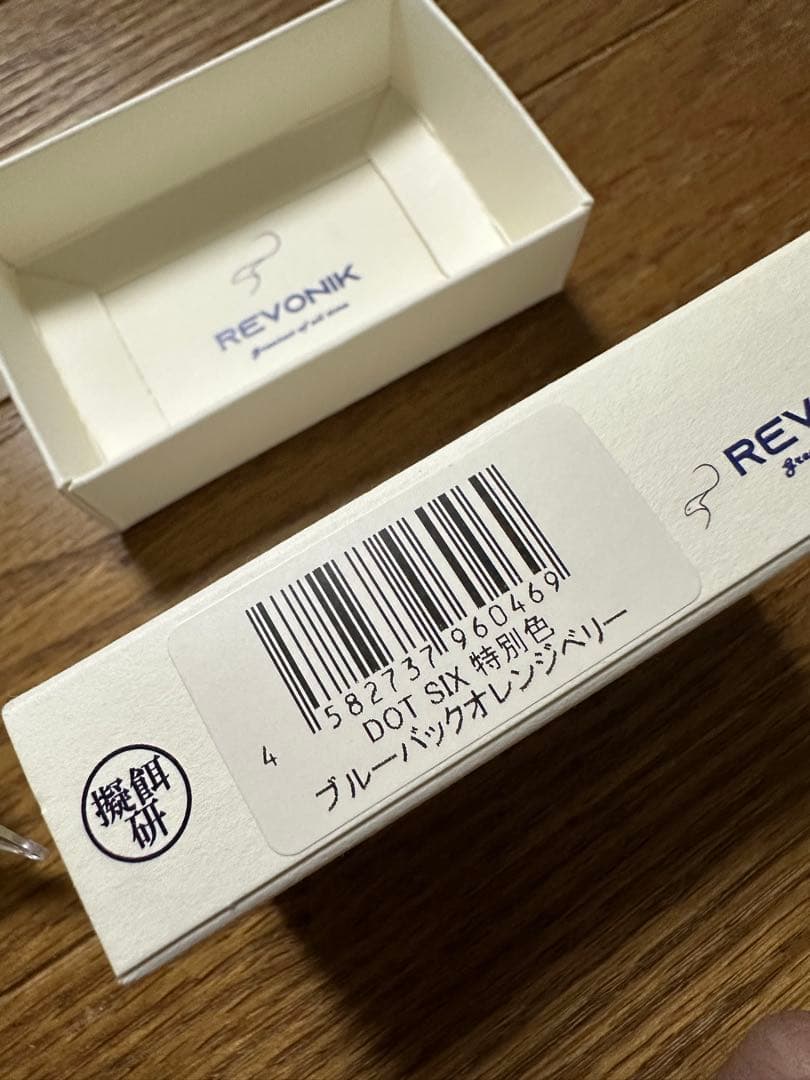 REVONIK
REV
4 582737 960469
DOT SIX 特別色
ブルーバックオレンジベリー
擬餌研